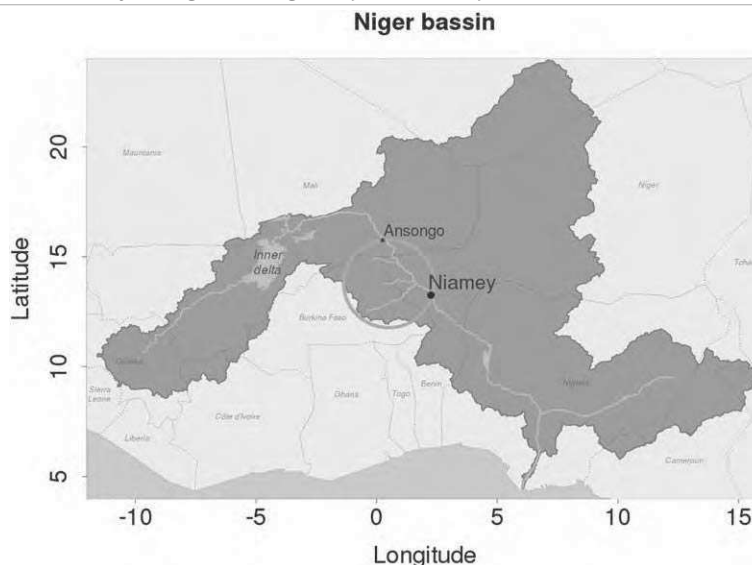 Niger bassin
Mauritania
Mali
Niger
Ansongo
Inner
delta
Niamey
Burkina Faso
Guinea
Sierra
Leone
Liberia
Côte d'Ivoire
Ghana
Togo
Benin
Nigeria
Cameroun
20
15
10
5
Latitude
-10
-5
0
5
10
15
Longitude